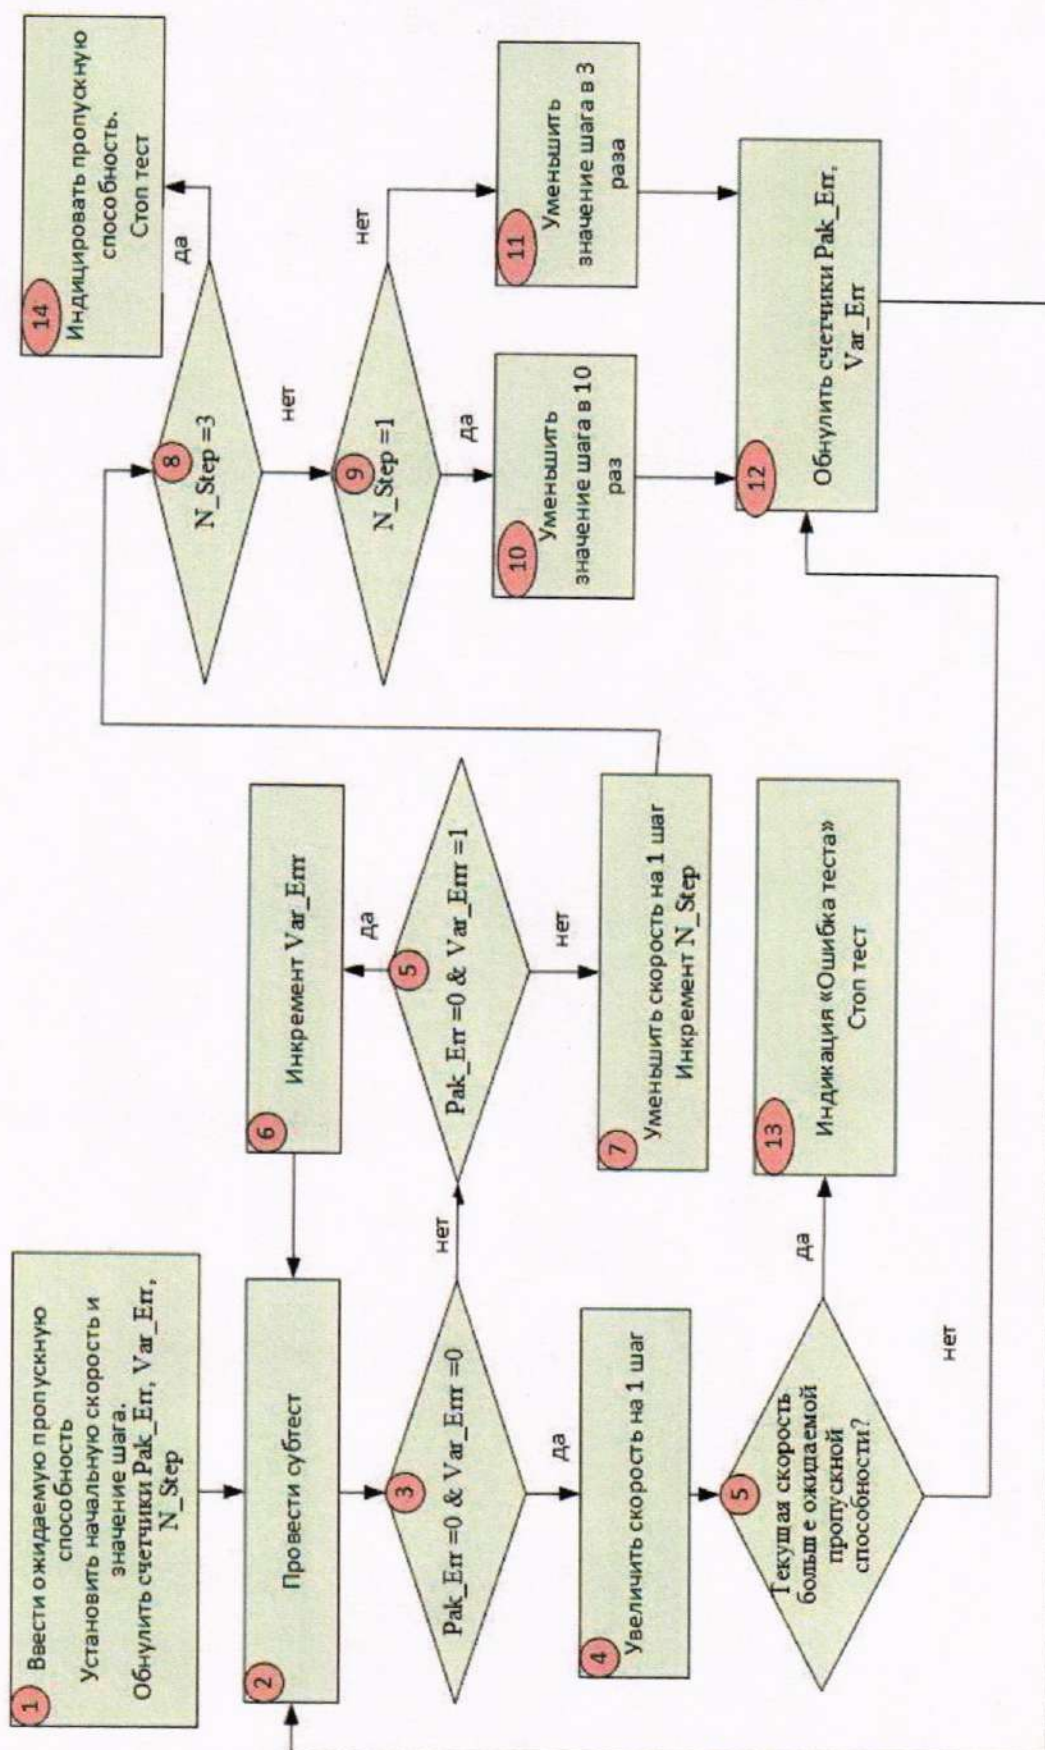 1
Ввести ожидаемую пропускную
способность
Установить начальную скорость и
значение шага.
Обнулить счетчики Pak_Err, Var_Err,
N_Step
2
Провести субтест
3
Pak_Err =0 & Var_Errr =0
да
нет
4
Увеличить скорость на 1 шаг
5
Текущая скорость
больш е ожидаемой
пропускной
способности?
да
нет
6
Инкремент Var_Errr
да
5
Pak_Err =0 & Var_Errr =1
нет
7
Уменьшить скорость на 1 шаг
Инкремент N_Step
13
Индикация «Ошибка теста»
Стоп тест
14
Индицировать пропускную
способность.
Стоп тест
да
8
N_Step =3
нет
9
N_Step =1
да
нет
10
Уменьшить
значение шага в 10
раз
11
Уменьшить
значение шага в 3
раза
12
Обнулить счетчики Pak_Err,
Var_Err